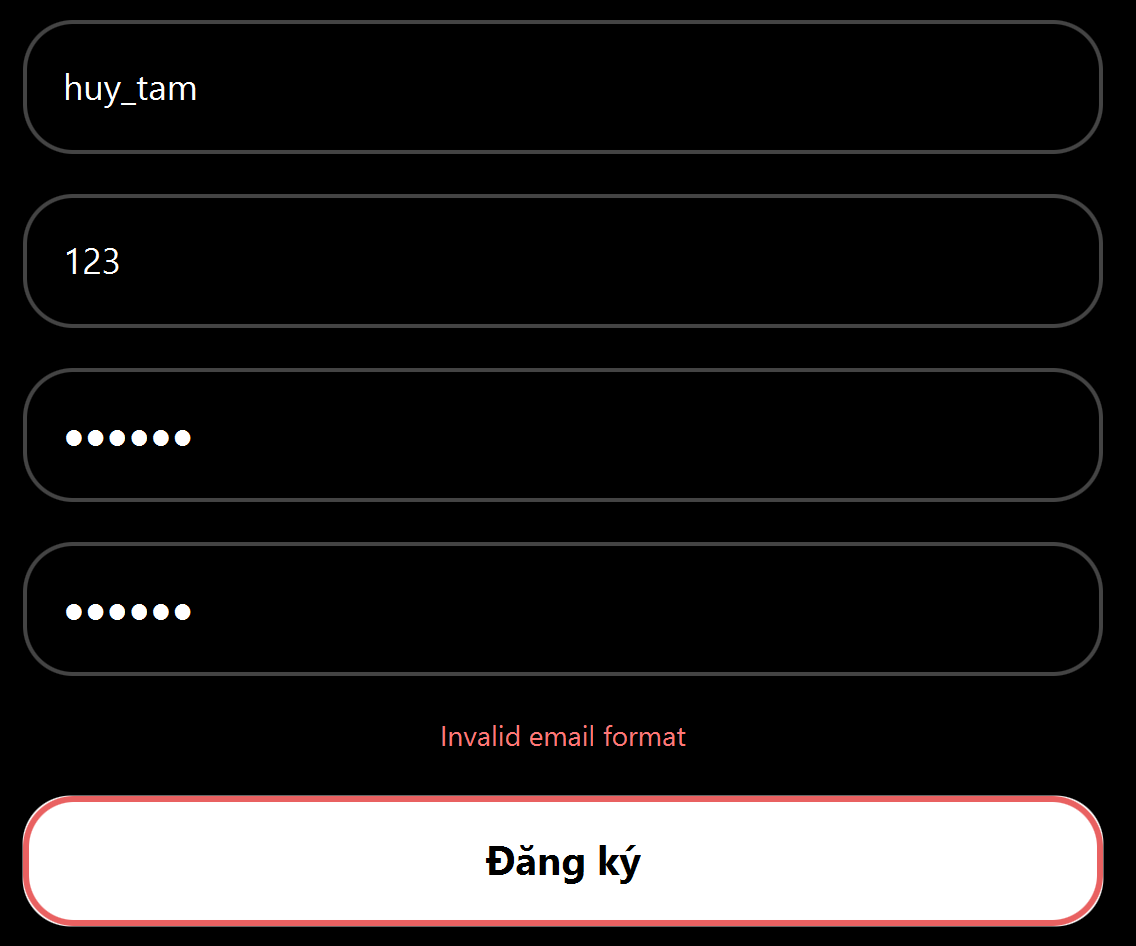 huy_tam
123
••••••
••••••
Invalid email format
Đăng ký